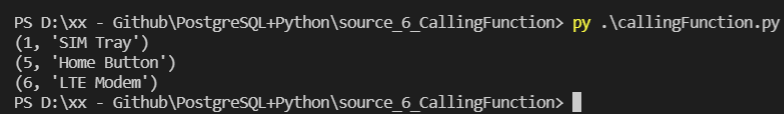 PS D:\xx - Github\PostgreSQL+Python\source_6_CallingFunction> py .\callingFunction.py
(1, 'SIM Tray')
(5, 'Home Button')
(6, 'LTE Modem')
PS D:\xx - Github\PostgreSQL+Python\source_6_CallingFunction>